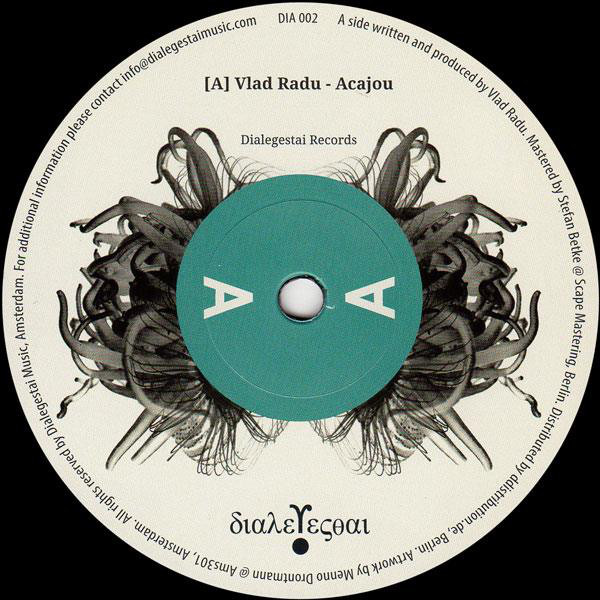 DIA 002
A side written and produced by Vlad Radu. Mastered by Stefan Betke @ Scape Mastering, Berlin. Distributed by ddistribution.de, Berlin. Artwork by Menno Drontmann @ Ams301, Amsterdam. All rights reserved by Dialegestai Music, Amsterdam. For additional information please contact info@dialegestaimusic.com
[A] Vlad Radu - Acajou
Dialegestai Records
A A
διαλεγεςθαι